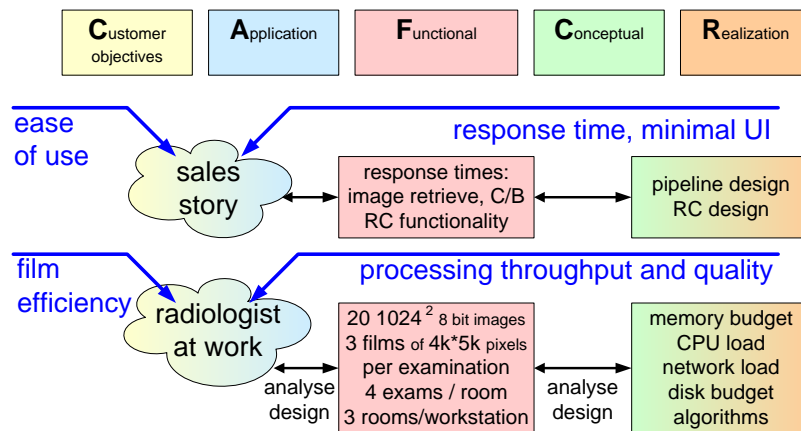 Customer
objectives
Application
Functional
Conceptual
Realization
ease
of use
response time, minimal UI
sales
story
response times:
image retrieve, C/B
RC functionality
pipeline design
RC design
film
efficiency
processing throughput and quality
radiologist
at work
analyse
design
20 1024² 8 bit images
3 films of 4k*5k pixels
per examination
4 exams / room
3 rooms/workstation
analyse
design
memory budget
CPU load
network load
disk budget
algorithms